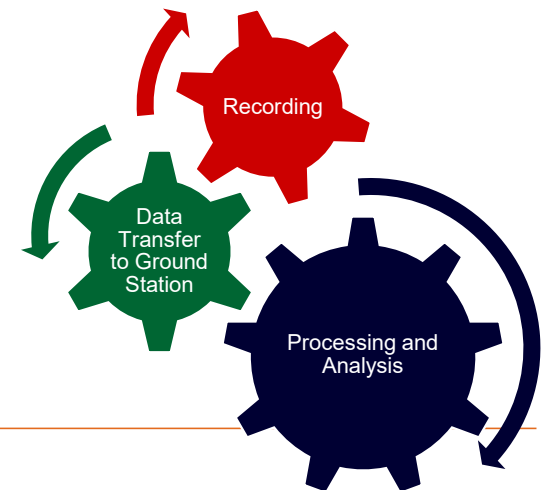 Recording
Data
Transfer
to Ground
Station
Processing and
Analysis